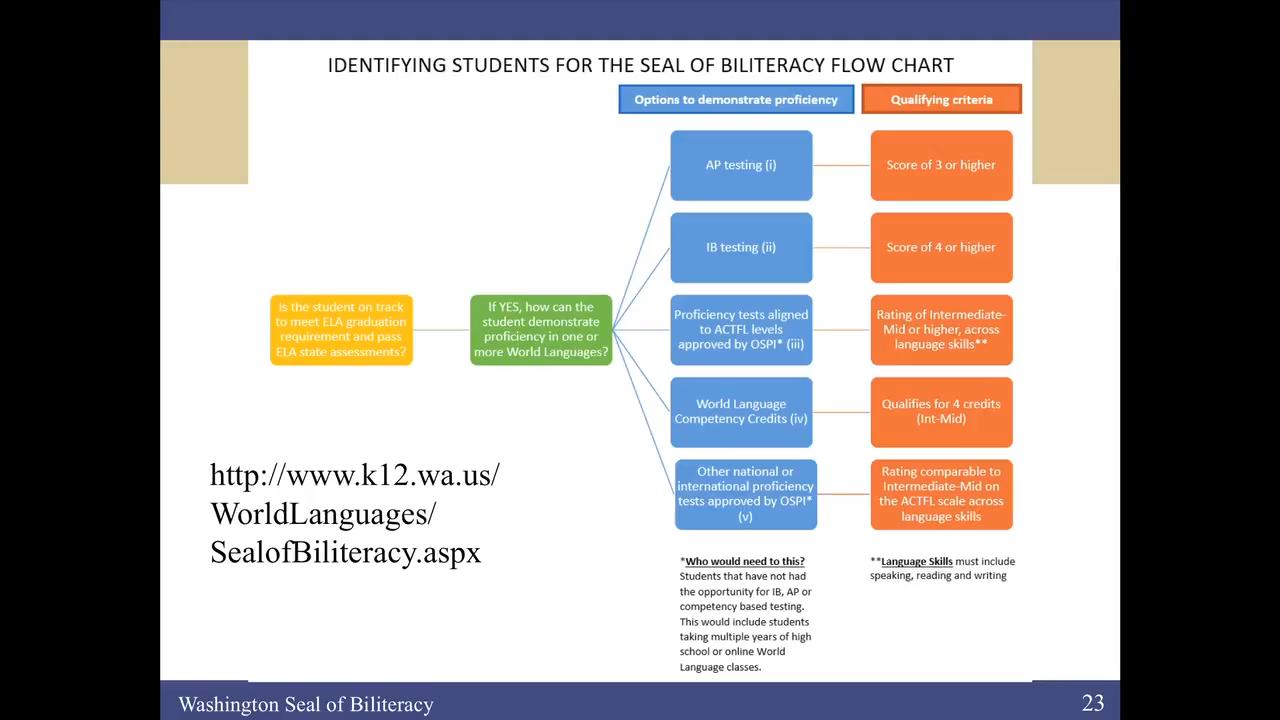 IDENTIFYING STUDENTS FOR THE SEAL OF BILITERACY FLOW CHART
Options to demonstrate proficiency
Qualifying criteria
Is the student on track
to meet ELA graduation
requirement and pass
ELA state assessments?
If YES, how can the
student demonstrate
proficiency in one or
more World Languages?
AP testing (i)
Score of 3 or higher
IB testing (ii)
Score of 4 or higher
Proficiency tests aligned
to ACTFL levels
approved by OSPI* (iii)
Rating of Intermediate-
Mid or higher, across
language skills**
World Language
Competency Credits (iv)
Qualifies for 4 credits
(Int-Mid)
Other national or
international proficiency
tests approved by OSPI*
(v)
Rating comparable to
Intermediate-Mid on
the ACTFL scale across
language skills
http://www.k12.wa.us/
WorldLanguages/
SealofBiliteracy.aspx
*Who would need to this?
Students that have not had
the opportunity for IB, AP or
competency based testing.
This would include students
taking multiple years of high
school or online World
Language classes.
**Language Skills must include
speaking, reading and writing
Washington Seal of Biliteracy
23